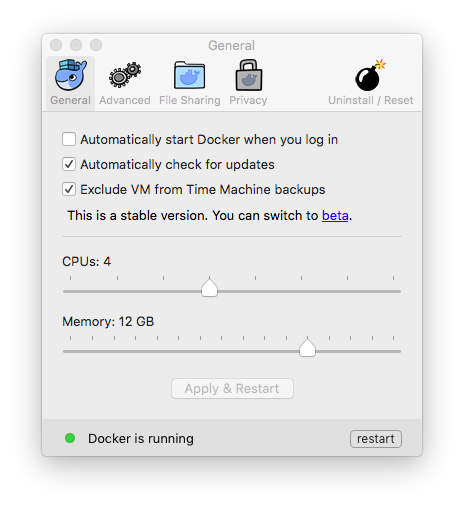 General
General Advanced File Sharing Privacy Uninstall / Reset
Automatically start Docker when you log in
Automatically check for updates
Exclude VM from Time Machine backups
This is a stable version. You can switch to beta.
CPUs: 4
Memory: 12 GB
Apply & Restart
Docker is running restart